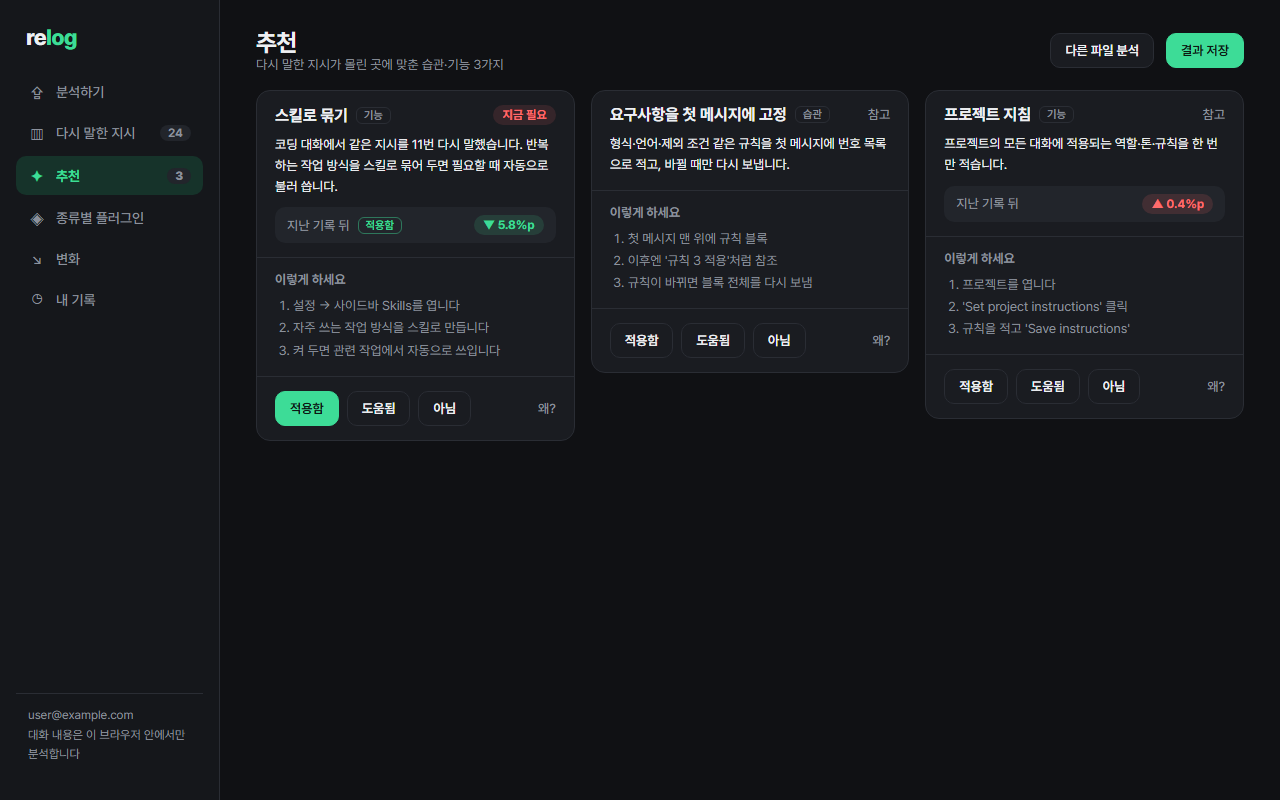 relog
분석하기
다시 말한 지시 24
추천 3
종류별 플러그인
변화
내 기록
user@example.com
대화 내용은 이 브라우저 안에서만
분석합니다
추천
다시 말한 지시가 몰린 곳에 맞춘 습관·기능 3가지
다른 파일 분석
결과 저장
스킬로 묶기 기능 지금 필요
코딩 대화에서 같은 지시를 11번 다시 말했습니다. 반복
하는 작업 방식을 스킬로 묶어 두면 필요할 때 자동으로
불러 씁니다.
지난 기록 뒤 적용함 ▼ 5.8%p
이렇게 하세요
1. 설정 → 사이드바 Skills를 엽니다
2. 자주 쓰는 작업 방식을 스킬로 만듭니다
3. 켜 두면 관련 작업에서 자동으로 쓰입니다
적용함 도움됨 아님 왜?
요구사항을 첫 메시지에 고정 습관 참고
형식·언어·제외 조건 같은 규칙을 첫 메시지에 번호 목록
으로 적고, 바뀔 때만 다시 보냅니다.
이렇게 하세요
1. 첫 메시지 맨 위에 규칙 블록
2. 이후엔 '규칙 3 적용'처럼 참조
3. 규칙이 바뀌면 블록 전체를 다시 보냄
적용함 도움됨 아님 왜?
프로젝트 지침 기능 참고
프로젝트의 모든 대화에 적용되는 역할·톤·규칙을 한 번
만 적습니다.
지난 기록 뒤 ▲ 0.4%p
이렇게 하세요
1. 프로젝트를 엽니다
2. 'Set project instructions' 클릭
3. 규칙을 적고 'Save instructions'
적용함 도움됨 아님 왜?